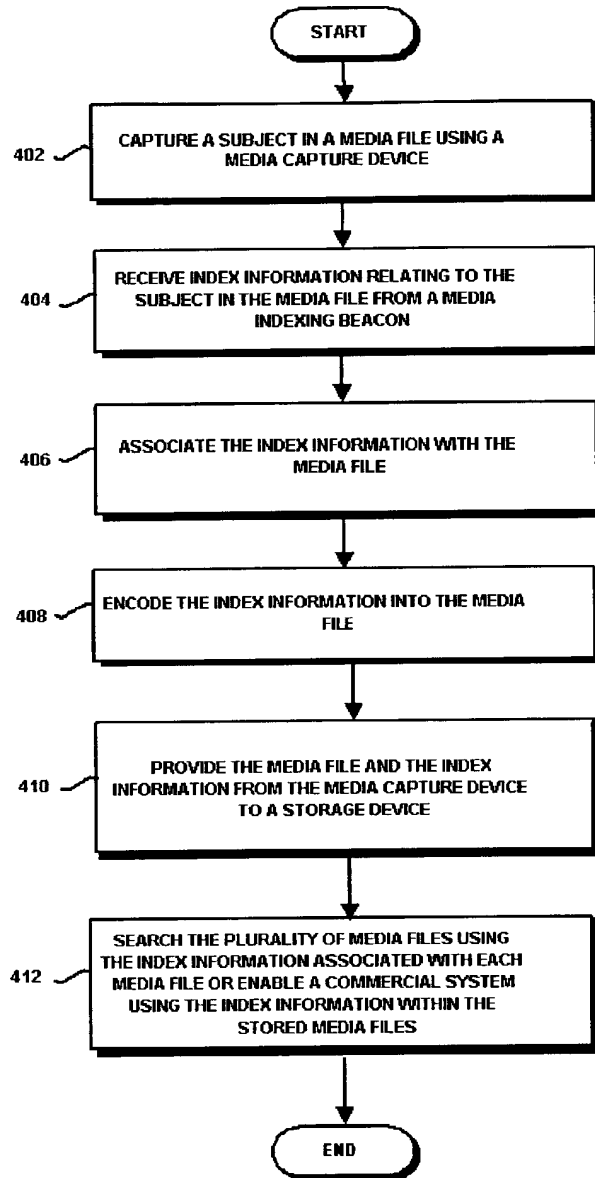 START
402
CAPTURE A SUBJECT IN A MEDIA FILE USING A
MEDIA CAPTURE DEVICE
404
RECEIVE INDEX INFORMATION RELATING TO THE
SUBJECT IN THE MEDIA FILE FROM A MEDIA
INDEXING BEACON
406
ASSOCIATE THE INDEX INFORMATION WITH THE
MEDIA FILE
408
ENCODE THE INDEX INFORMATION INTO THE MEDIA
FILE
410
PROVIDE THE MEDIA FILE AND THE INDEX
INFORMATION FROM THE MEDIA CAPTURE DEVICE
TO A STORAGE DEVICE
412
SEARCH THE PLURALITY OF MEDIA FILES USING
THE INDEX INFORMATION ASSOCIATED WITH EACH
MEDIA FILE OR ENABLE A COMMERCIAL SYSTEM
USING THE INDEX INFORMATION WITHIN THE
STORED MEDIA FILES
END